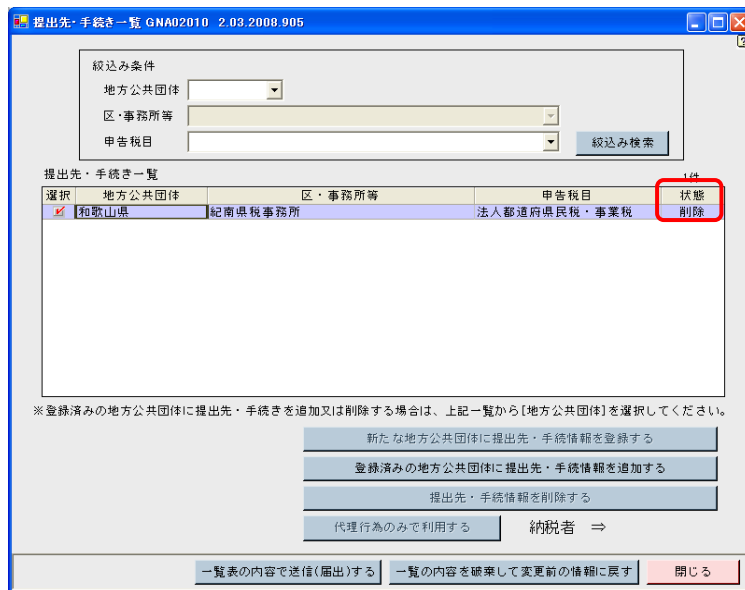 提出先・手続き一覧 GNA02010 2.03.2008.905
?
絞込み条件
地方公共団体
区・事務所等
申告税目
絞込み検索
提出先・手続き一覧
1件
選択 地方公共団体 区・事務所等 申告税目 状態
和歌山県 紀南県税事務所 法人都道府県民税・事業税 削除
※登録済みの地方公共団体に提出先・手続きを追加又は削除する場合は、上記一覧から[地方公共団体]を選択してください。
新たな地方公共団体に提出先・手続情報を登録する
登録済みの地方公共団体に提出先・手続情報を追加する
提出先・手続情報を削除する
代理行為のみで利用する 納税者 ⇒
一覧表の内容で送信(届出)する 一覧の内容を破棄して変更前の情報に戻す 閉じる